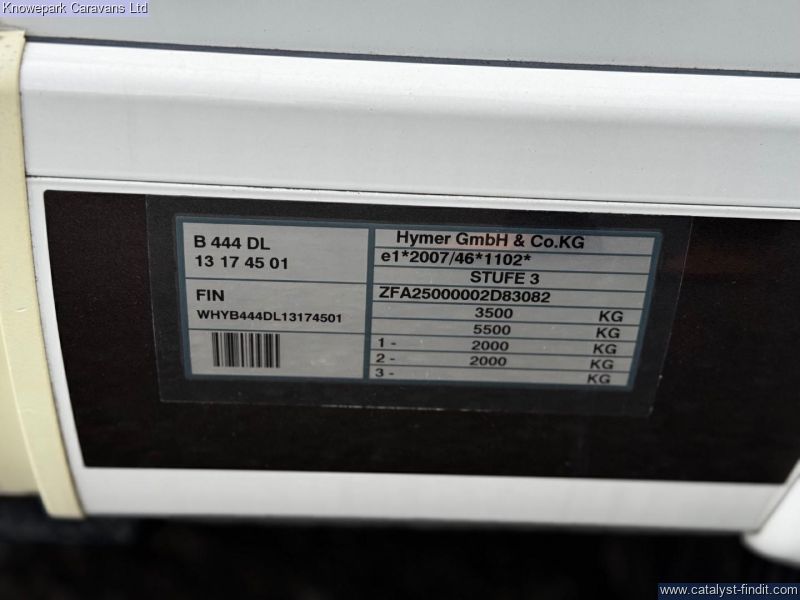 Knowepark Caravans Ltd
B 444 DL
13 17 45 01
FIN
WHYB444DL13174501
Hymer GmbH & Co.KG
e1*2007/46*1102*
STUFE 3
ZFA25000002D83082
3500 KG
5500 KG
1 - 2000 KG
2 - 2000 KG
3 - KG
www.catalyst-findit.com